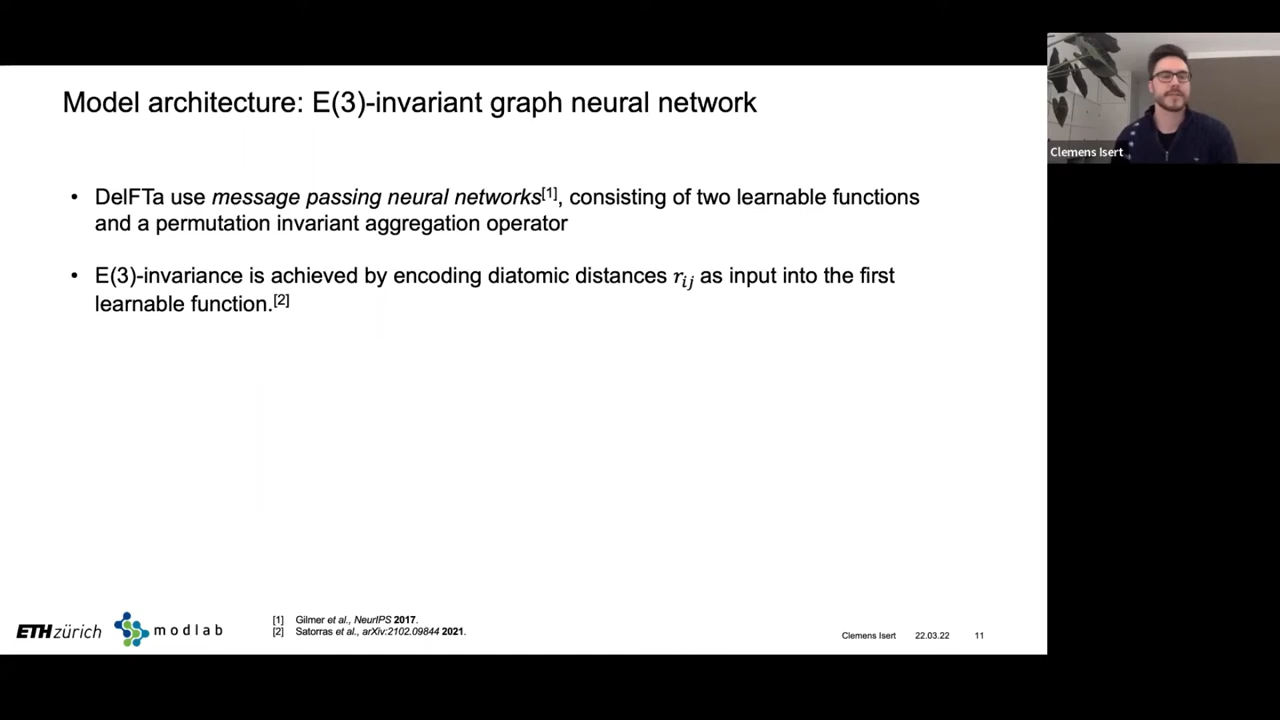 Model architecture: E(3)-invariant graph neural network
• DelFTa use message passing neural networks[1], consisting of two learnable functions
and a permutation invariant aggregation operator
• E(3)-invariance is achieved by encoding diatomic distances r_ij as input into the first
learnable function.[2]
ETH zürich
modlab
[1] Gilmer et al., NeurIPS 2017.
[2] Satorras et al., arXiv:2102.09844 2021.
Clemens Isert 22.03.22 11
Clemens Isert